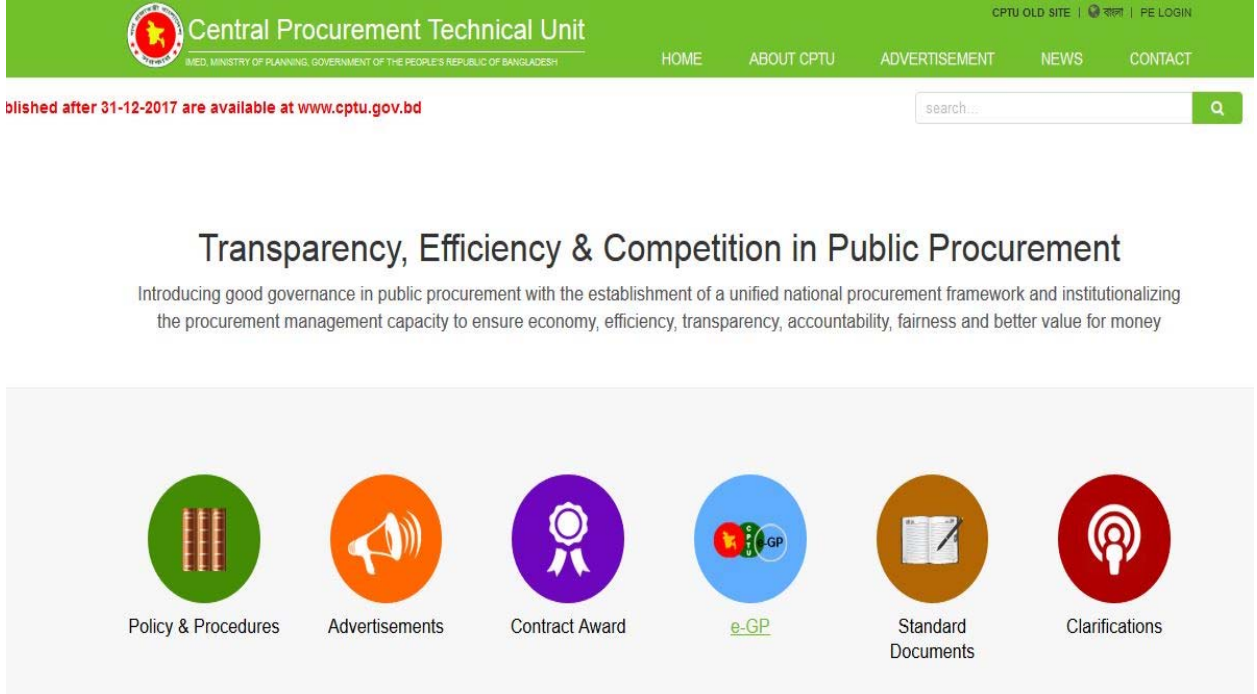 CPTU OLD SITE | বাংলা | PE LOGIN
Central Procurement Technical Unit
IMED, MINISTRY OF PLANNING, GOVERNMENT OF THE PEOPLE'S REPUBLIC OF BANGLADESH
HOME ABOUT CPTU ADVERTISEMENT NEWS CONTACT
blished after 31-12-2017 are available at www.cptu.gov.bd
search...
Transparency, Efficiency & Competition in Public Procurement
Introducing good governance in public procurement with the establishment of a unified national procurement framework and institutionalizing
the procurement management capacity to ensure economy, efficiency, transparency, accountability, fairness and better value for money
CPTU e-GP
Policy & Procedures Advertisements Contract Award e-GP Standard Clarifications
Documents